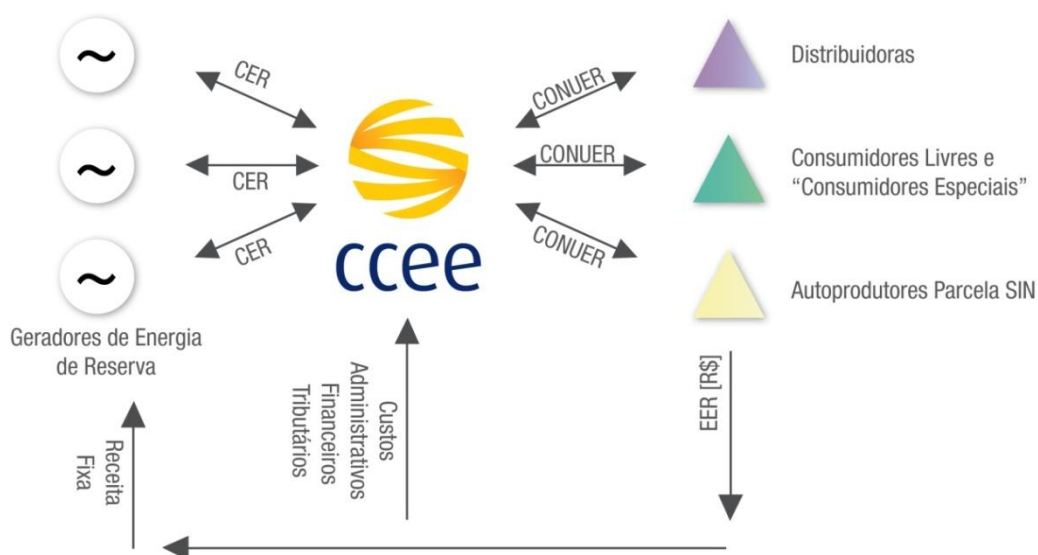 ~
~
~
Geradores de Energia
de Reserva
CER
CER
CER
ccee
CONUER
CONUER
CONUER
Distribuidoras
Consumidores Livres e
“Consumidores Especiais”
Autoprodutores Parcela SIN
Receita
Fixa
Custos
Administrativos
Financeiros
Tributários
EER [R$]